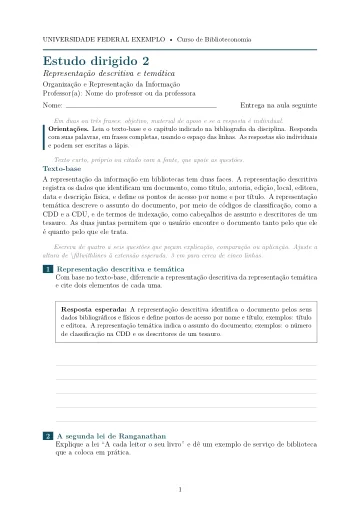 UNIVERSIDADE FEDERAL EXEMPLO • Curso de Biblioteconomia
Estudo dirigido 2
Representação descritiva e temática
Organização e Representação da Informação
Professor(a): Nome do professor ou da professora
Nome: Entrega na aula seguinte
Em duas ou três frases: objetivo, material de apoio e se a resposta é individual.
Orientações. Leia o texto-base e o capítulo indicado na bibliografia da disciplina. Responda
com suas palavras, em frases completas, usando o espaço das linhas. As respostas são individuais
e podem ser escritas a lápis.
Texto curto, próprio ou citado com a fonte, que apoie as questões.
Texto-base
A representação da informação em bibliotecas tem duas faces. A representação descritiva
registra os dados que identificam um documento, como título, autoria, edição, local, editora,
data e descrição física, e define os pontos de acesso por nome e por título. A representação
temática descreve o assunto do documento, por meio de códigos de classificação, como a
CDD e a CDU, e de termos de indexação, como cabeçalhos de assunto e descritores de um
tesauro. As duas juntas permitem que o usuário encontre o documento tanto pelo que ele
é quanto pelo que ele trata.
Escreva de quatro a seis questões que peçam explicação, comparação ou aplicação. Ajuste a
altura de \fillwithlines à extensão esperada:
para cerca de cinco linhas.
1 Representação descritiva e temática
Com base no texto-base, diferencie a representação descritiva da representação temática
e cite dois elementos de cada uma.
Resposta esperada: A representação descritiva identifica o documento pelos seus
dados bibliográficos e físicos e define pontos de acesso por nome e título; exemplos: título
e editora. A representação temática indica o assunto do documento; exemplos: o número
de classificação na CDD e os descritores de um tesauro.
2 A segunda lei de Ranganathan
Explique a lei “A cada leitor o seu livro” e dê um exemplo de serviço de biblioteca
que a coloca em prática.
1